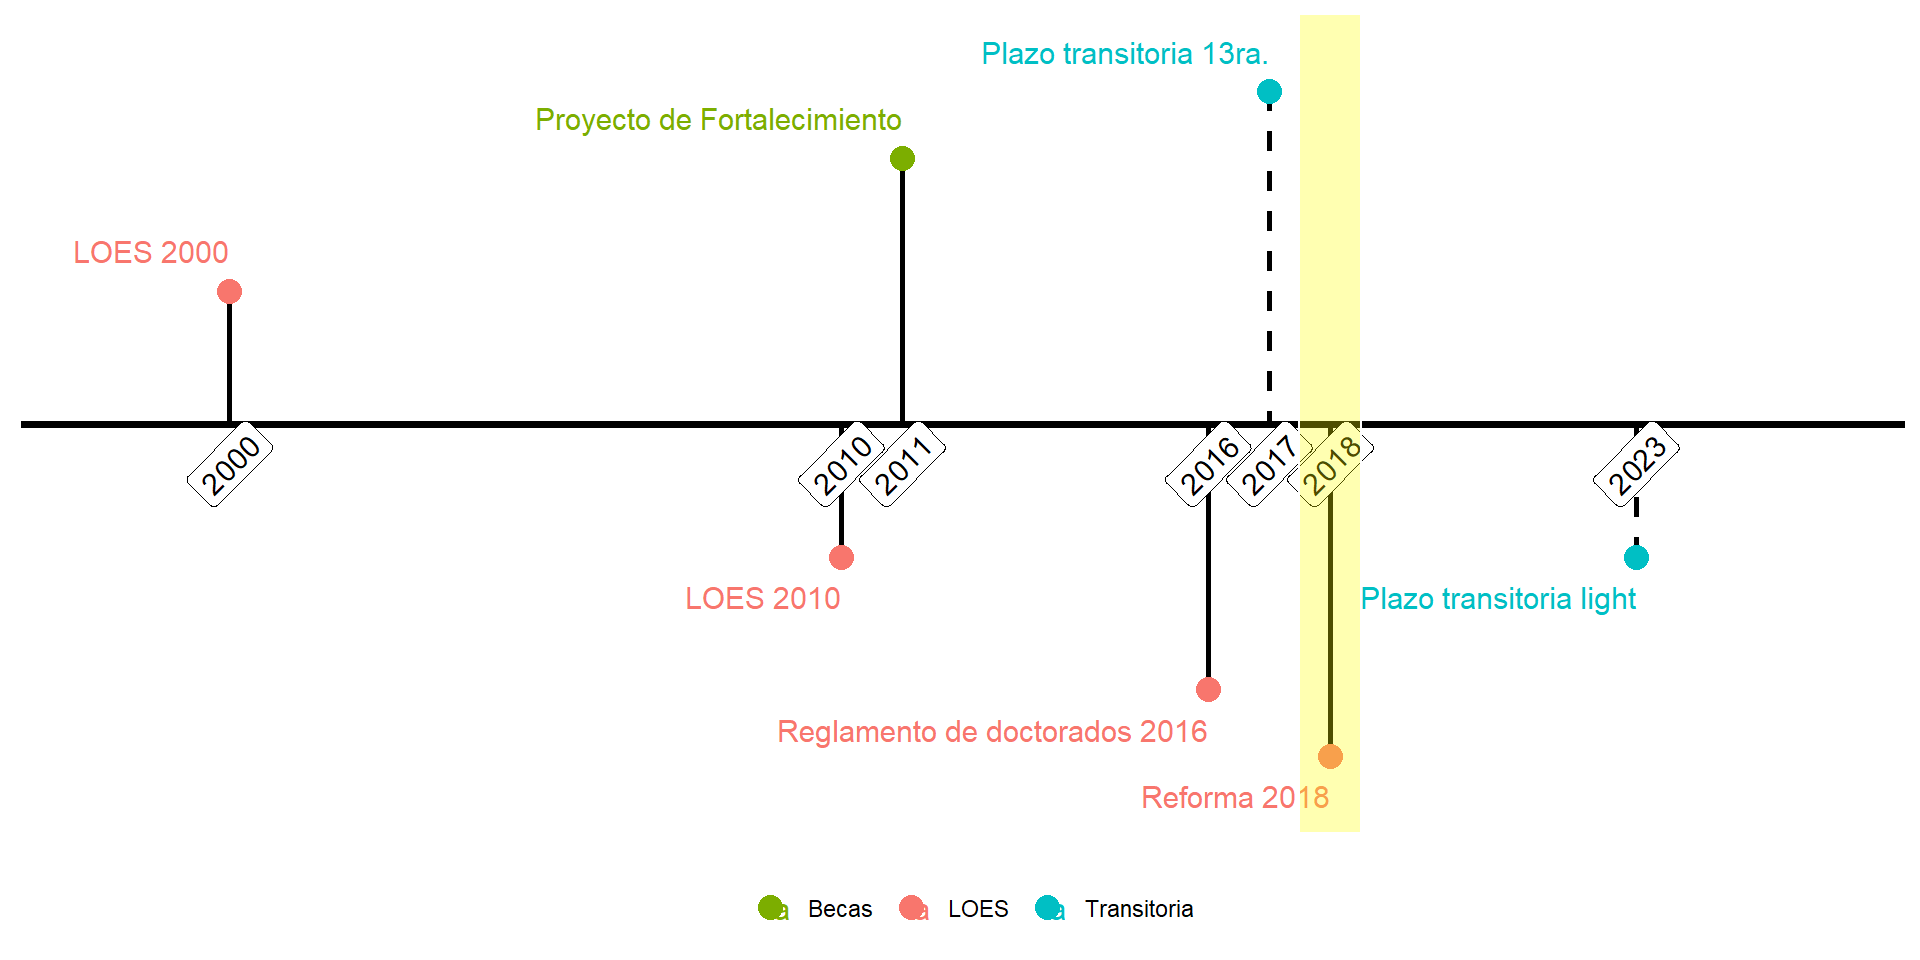 Plazo transitoria 13ra.
Proyecto de Fortalecimiento
LOES 2000
2000
2010
2011
2016
2017
2018
2023
LOES 2010
Plazo transitoria light
Reglamento de doctorados 2016
Reforma 2018
a Becas a LOES a Transitoria